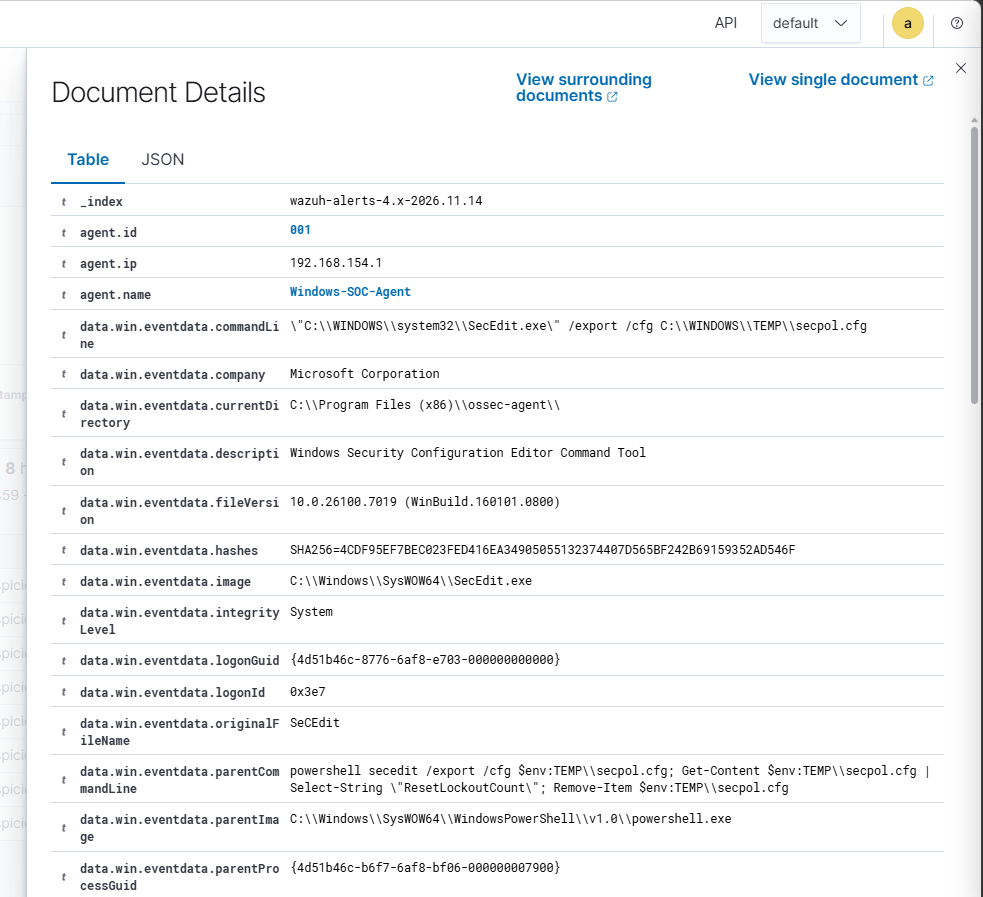 API
default
a
Document Details
View surrounding
documents
View single document
Table
JSON
t _index wazuh-alerts-4.x-2026.11.14
t agent.id 001
t agent.ip 192.168.154.1
t agent.name Windows-SOC-Agent
t data.win.eventdata.commandLi
ne
\"C:\\WINDOWS\\system32\\SecEdit.exe\" /export /cfg C:\\WINDOWS\\TEMP\\secpol.cfg
t data.win.eventdata.company Microsoft Corporation
t data.win.eventdata.currentDi
rectory
C:\\Program Files (x86)\\ossec-agent\\
t data.win.eventdata.descripti
on
Windows Security Configuration Editor Command Tool
t data.win.eventdata.fileVersi
on
10.0.26100.7019 (WinBuild.160101.0800)
t data.win.eventdata.hashes SHA256=4CDF95EF7BEC023FED416EA34905055132374407D565BF242B69159352AD546F
t data.win.eventdata.image C:\\Windows\\SysWOW64\\SecEdit.exe
t data.win.eventdata.integrity
Level
System
t data.win.eventdata.logonGuid {4d51b46c-8776-6af8-e703-000000000000}
t data.win.eventdata.logonId 0x3e7
t data.win.eventdata.originalF
ileName
SeCEdit
t data.win.eventdata.parentCom
mandLine
powershell secedit /export /cfg $env:TEMP\\secpol.cfg; Get-Content $env:TEMP\\secpol.cfg |
Select-String \"ResetLockoutCount\"; Remove-Item $env:TEMP\\secpol.cfg
t data.win.eventdata.parentIma
ge
C:\\Windows\\SysWOW64\\WindowsPowerShell\\v1.0\\powershell.exe
t data.win.eventdata.parentPro
cessGuid
{4d51b46c-b6f7-6af8-bf06-000000007900}